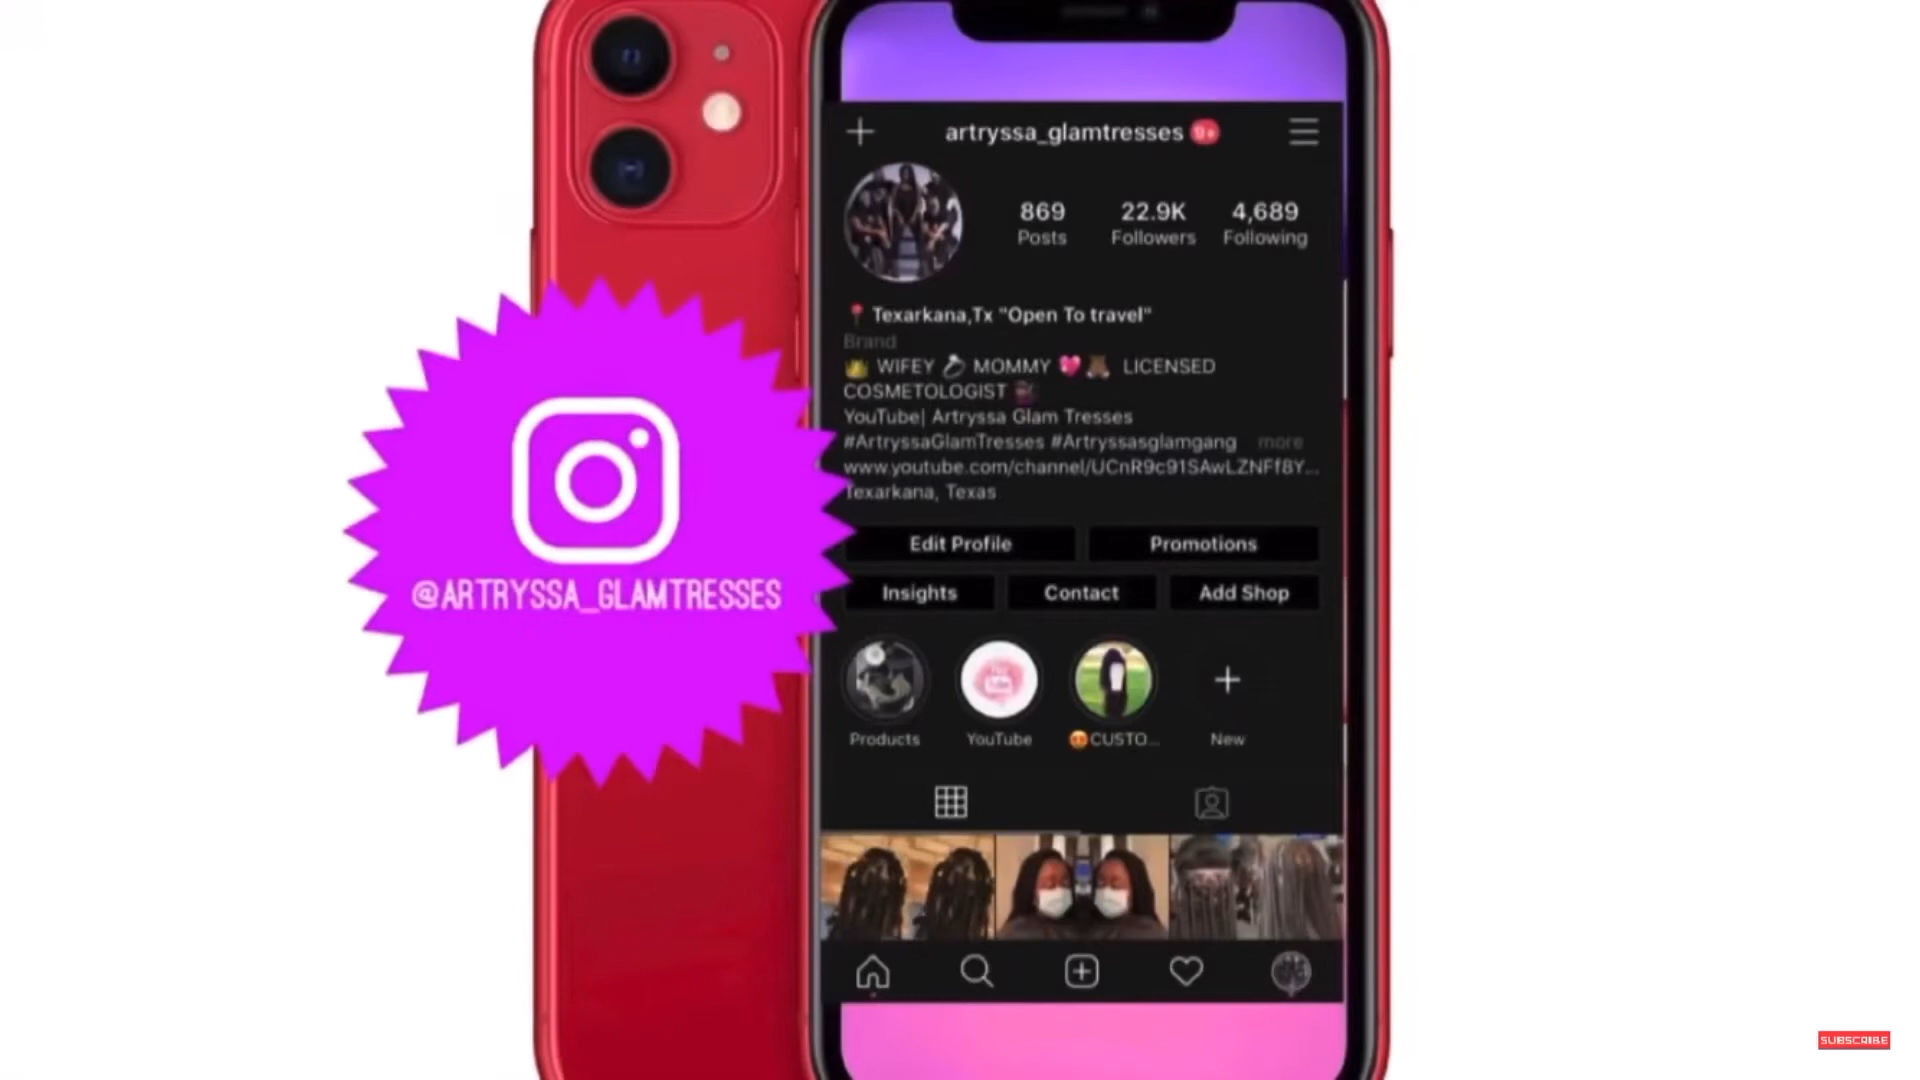 artryssa_glamtresses 9+
869 22.9K 4,689
Posts Followers Following
Texarkana,Tx "Open To travel"
Brand
WIFEY MOMMY LICENSED
COSMETOLOGIST
YouTube| Artryssa Glam Tresses
#ArtryssaGlamTresses #Artryssasglamgang more
www.youtube.com/channel/UCnR9c91SAwLZNFf8Y...
Texarkana, Texas
Edit Profile Promotions
Insights Contact Add Shop
Products YouTube CUSTO... New
@ARTRYSSA_GLAMTRESSES
SUBSCRIBE